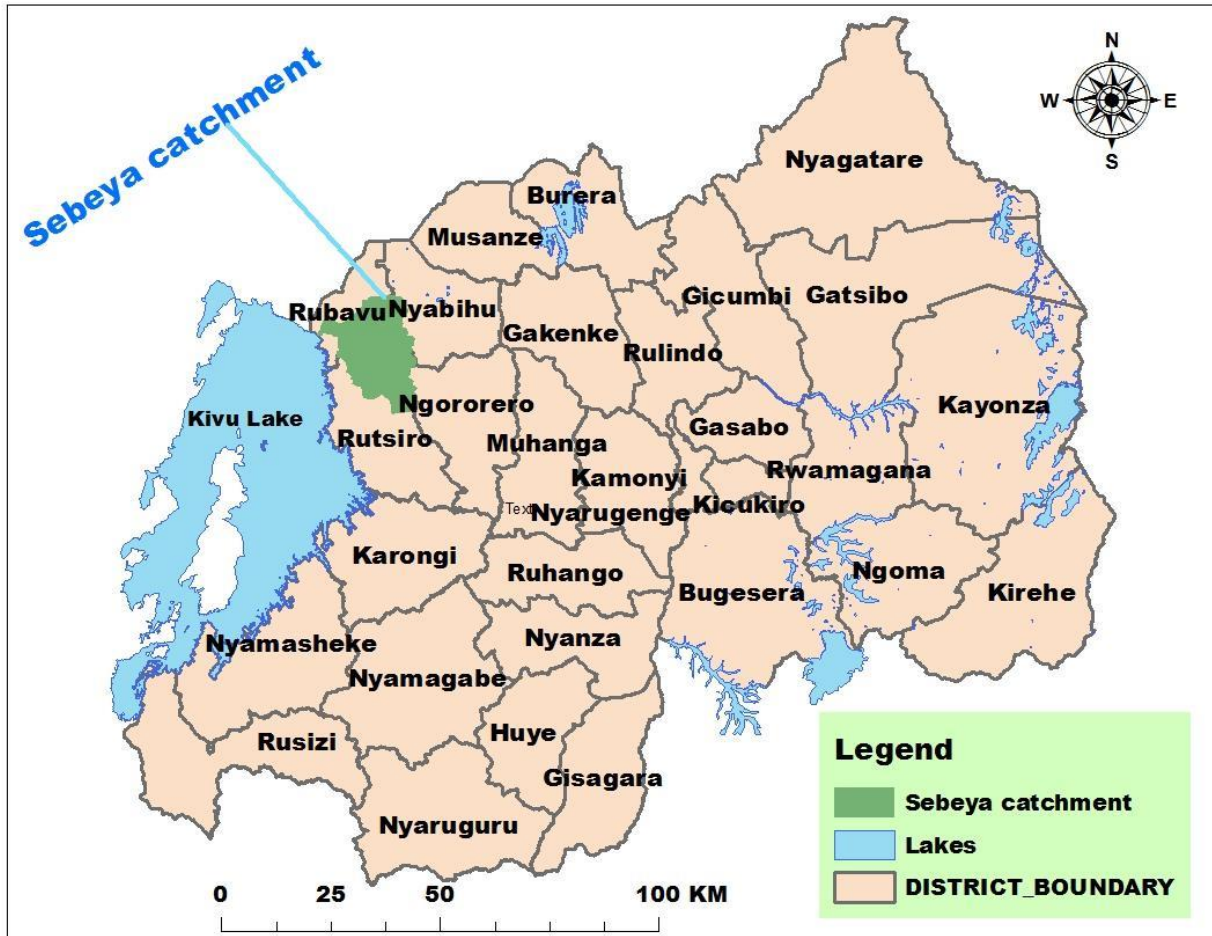 Sebeya catchment
N
W
E
S
Nyagatare
Burera
Musanze
Rubavu
Nyabihu
Gicumbi
Gatsibo
Gakenke
Rulindo
Kivu Lake
Ngororero
Kayonza
Rutsiro
Muhanga
Gasabo
Kamonyi
Rwamagana
Text
Nyarugenge
Kicukiro
Karongi
Ruhango
Bugesera
Ngoma
Kirehe
Nyamasheke
Nyanza
Nyamagabe
Rusizi
Huye
Gisagara
Nyaruguru
Legend
Sebeya catchment
Lakes
DISTRICT_BOUNDARY
0 25 50 100 KM